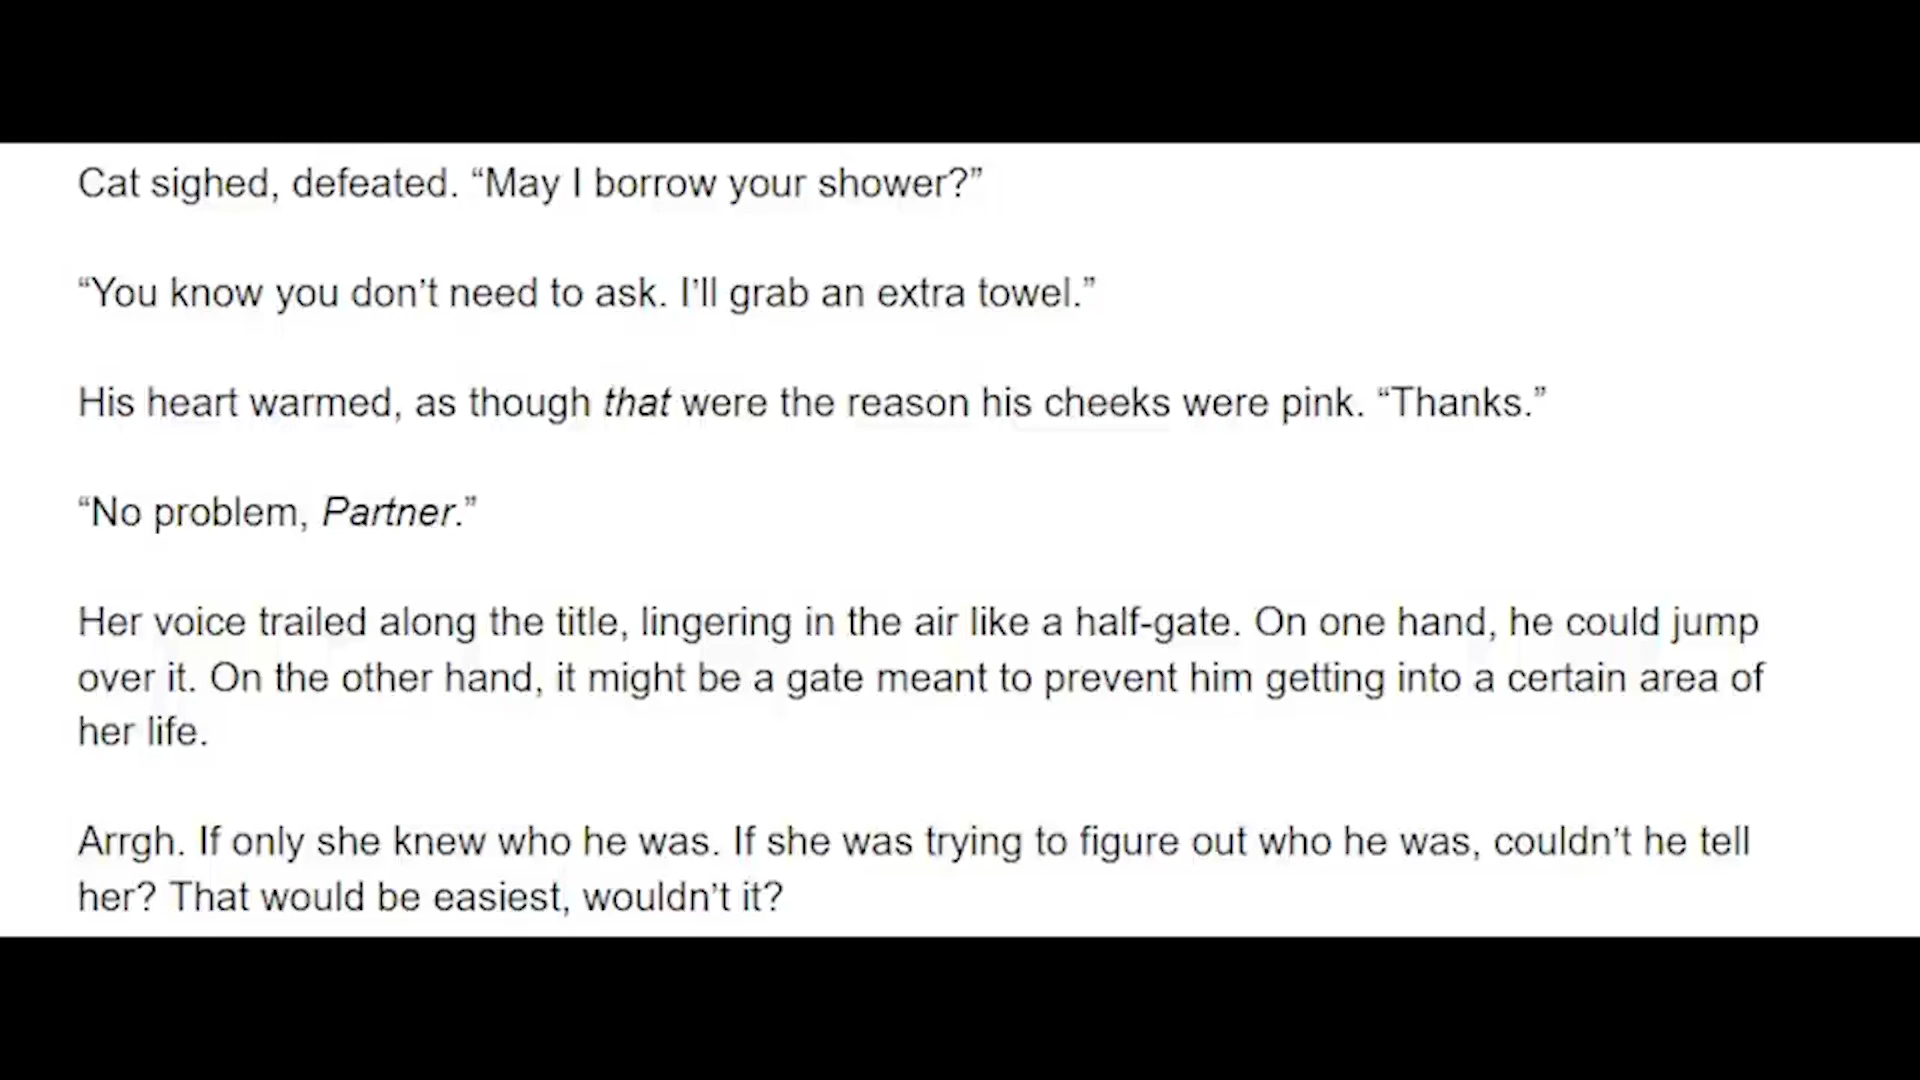 Cat sighed, defeated. “May I borrow your shower?”
“You know you don’t need to ask. I’ll grab an extra towel.”
His heart warmed, as though that were the reason his cheeks were pink. “Thanks.”
“No problem, Partner.”
Her voice trailed along the title, lingering in the air like a half-gate. On one hand, he could jump
over it. On the other hand, it might be a gate meant to prevent him getting into a certain area of
her life.
Arrgh. If only she knew who he was. If she was trying to figure out who he was, couldn’t he tell
her? That would be easiest, wouldn’t it?